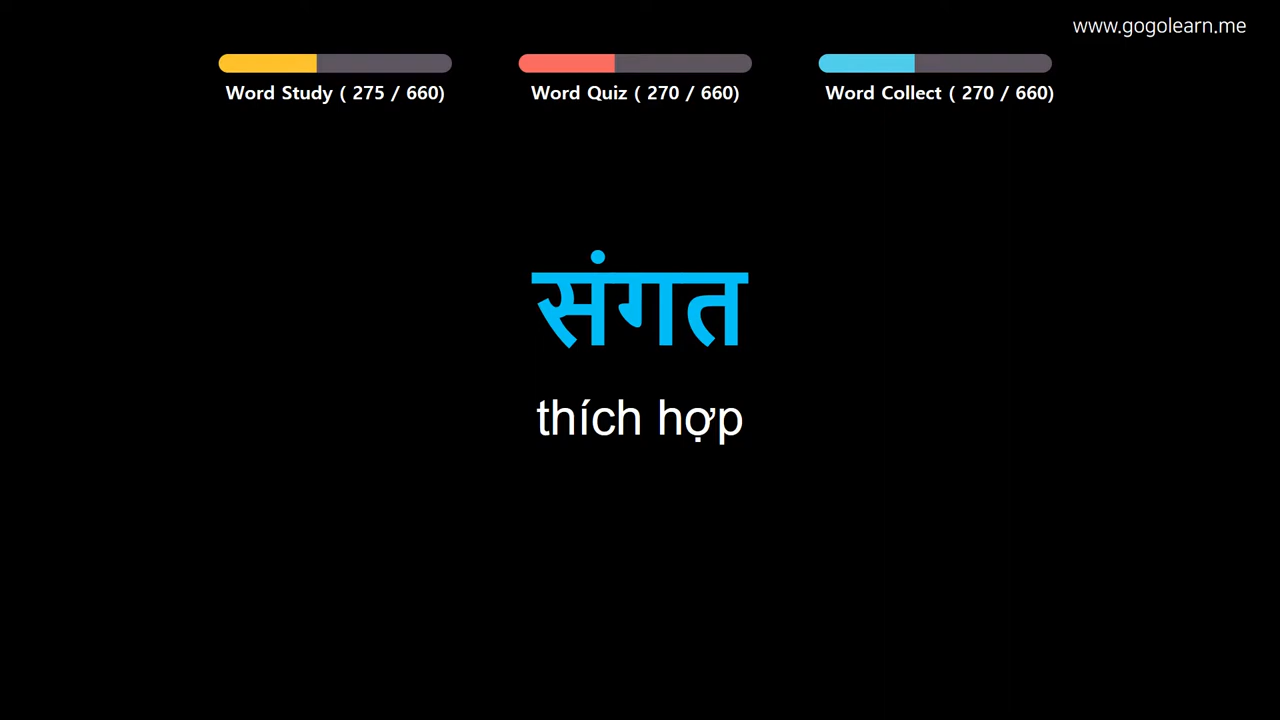 www.gogolearn.me
Word Study ( 275 / 660)
Word Quiz ( 270 / 660)
Word Collect ( 270 / 660)
संगत
thích hợp